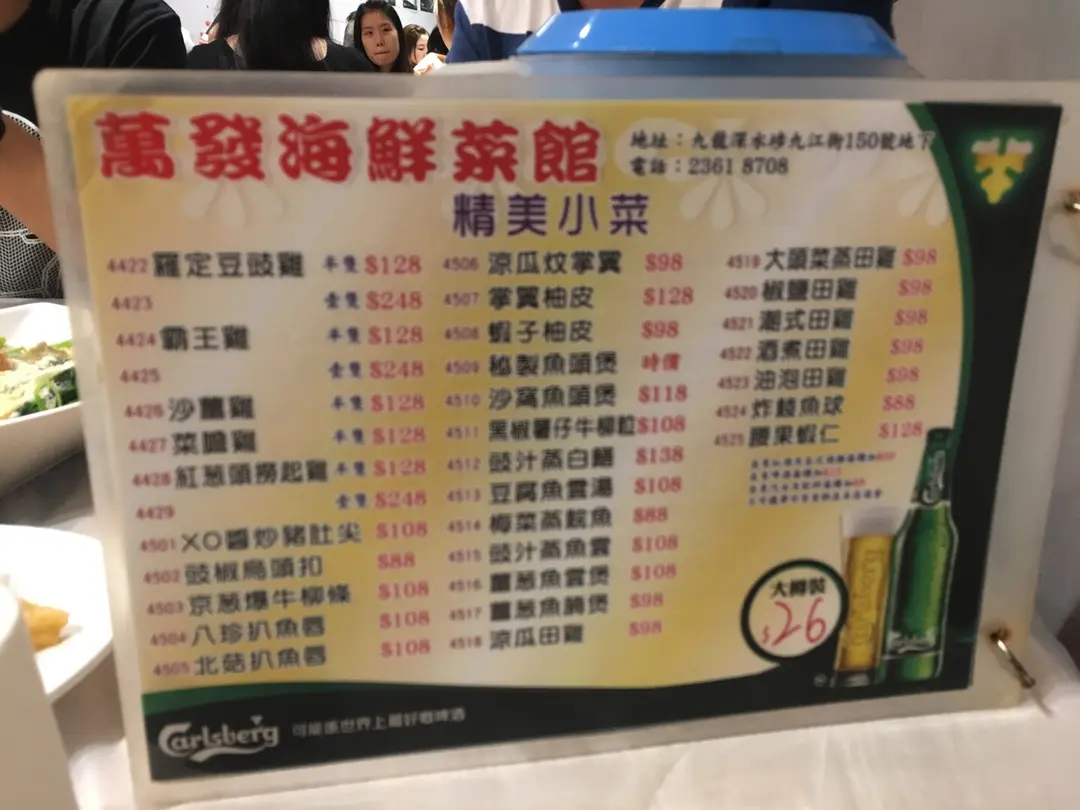 萬發海鮮菜館
地址：九龍深水埗九江街150號地下
電話：2361 8708
精美小菜
4422 羅定豆豉雞 半隻 $128
4423 壹隻 $248
4424 霸王雞 半隻 $128
4425 壹隻 $248
4426 沙薑雞 半隻 $128
4427 菜膽雞 半隻 $128
4428 紅葱頭撈起雞 半隻 $128
4429 壹隻 $248
4501 XO醬炒豬肚尖 $108
4502 豉椒烏頭扣 $88
4503 京葱爆牛柳條 $108
4504 八珍扒魚唇 $108
4505 北菇扒魚唇 $108
4506 涼瓜炆掌翼 $98
4507 掌翼柚皮 $128
4508 蝦子柚皮 $98
4509 秘製魚頭煲 時價
4510 沙窩魚頭煲 $118
4511 黑椒薯仔牛柳粒 $108
4512 豉汁蒸白鱔 $138
4513 豆腐魚雲湯 $108
4514 梅菜蒸鯇魚 $88
4515 豉汁蒸魚雲 $108
4516 薑葱魚雲煲 $108
4517 薑葱魚腩煲 $98
4518 涼瓜田雞 $98
4519 大頭菜蒸田雞 $98
4520 椒鹽田雞 $98
4521 潮式田雞 $98
4522 酒煮田雞 $98
4523 油泡田雞 $98
4524 炸鯪魚球 $88
4525 腰果蝦仁 $128
大樽裝
$26
Carlsberg 可能係世界上最好嘅啤酒
Carlsberg